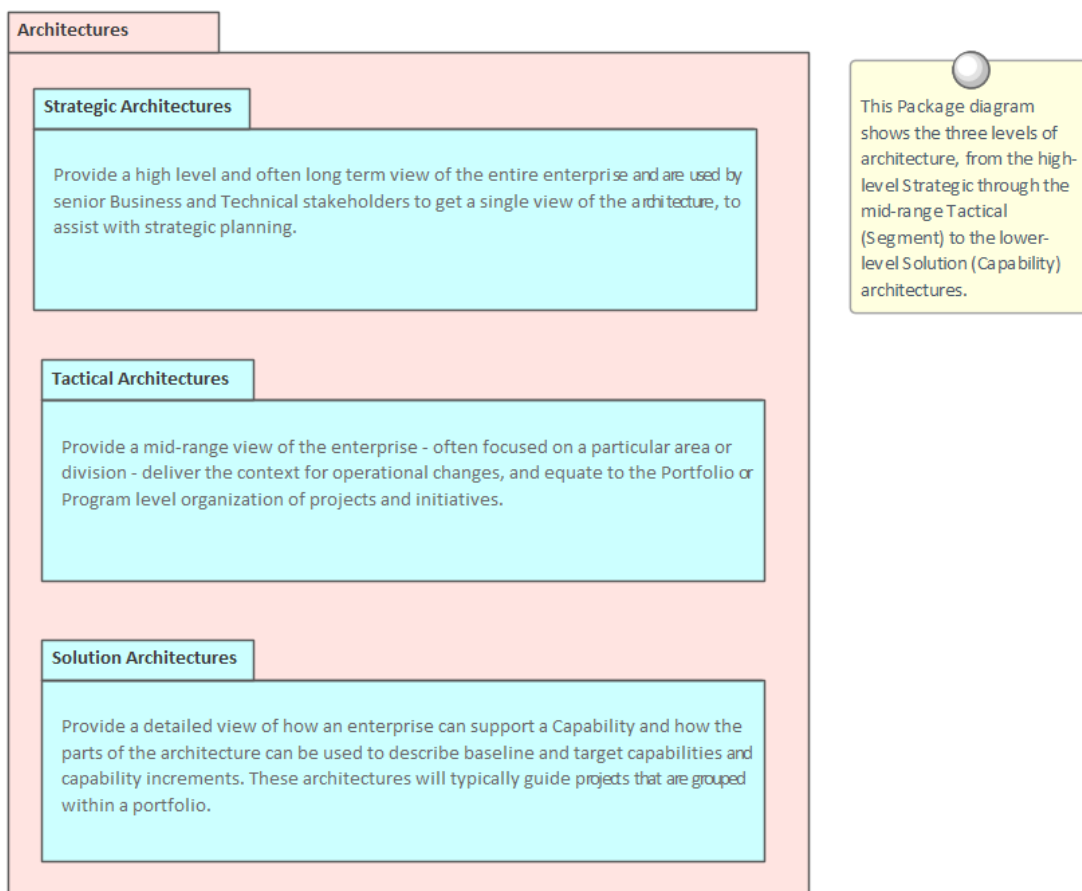 Architectures
Strategic Architectures
Provide a high level and often long term view of the entire enterprise and are used by
senior Business and Technical stakeholders to get a single view of the architecture, to
assist with strategic planning.
Tactical Architectures
Provide a mid-range view of the enterprise - often focused on a particular area or
division - deliver the context for operational changes, and equate to the Portfolio or
Program level organization of projects and initiatives.
Solution Architectures
Provide a detailed view of how an enterprise can support a Capability and how the
parts of the architecture can be used to describe baseline and target capabilities and
capability increments. These architectures will typically guide projects that are grouped
within a portfolio.
This Package diagram
shows the three levels of
architecture, from the high-
level Strategic through the
mid-range Tactical
(Segment) to the lower-
level Solution (Capability)
architectures.